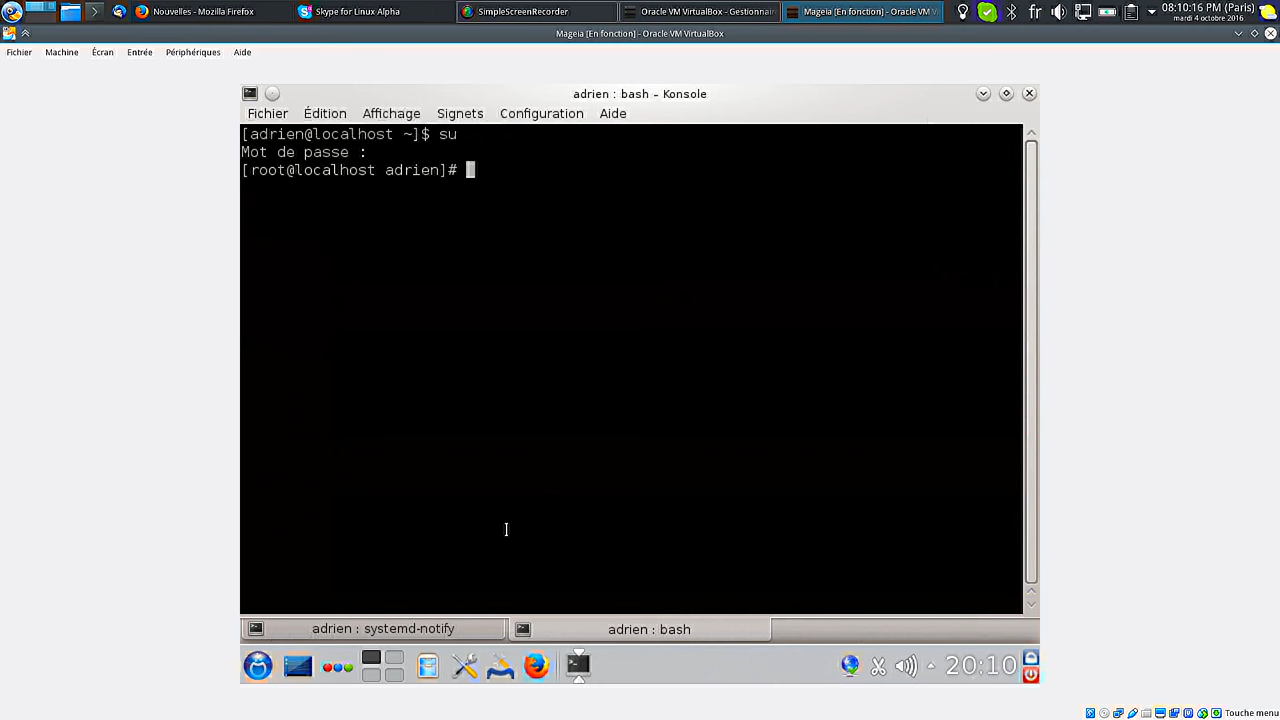 Nouvelles - Mozilla Firefox
Skype for Linux Alpha
SimpleScreenRecorder
Oracle VM VirtualBox - Gestionnair
Mageia [En fonction] - Oracle VM V
fr
08:10:16 PM (Paris)
mardi 4 octobre 2016
Mageia [En fonction] - Oracle VM VirtualBox
Fichier Machine Écran Entrée Périphériques Aide
adrien : bash – Konsole
Fichier Édition Affichage Signets Configuration Aide
[adrien@localhost ~]$ su
Mot de passe :
[root@localhost adrien]#
adrien : systemd-notify
adrien : bash
20:10
Touche menu